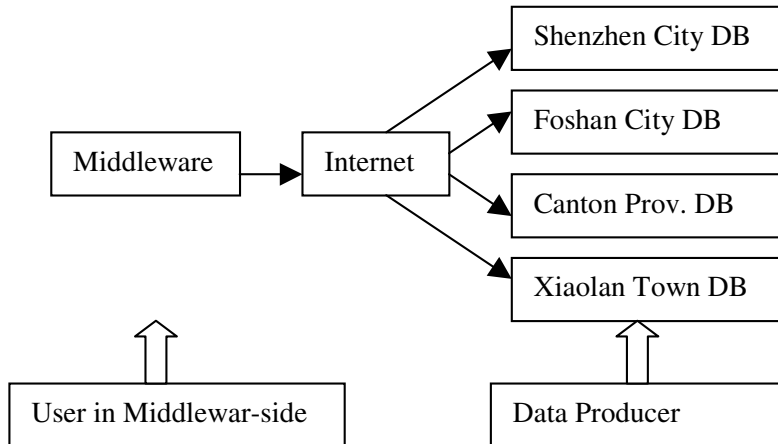 Shenzhen City DB
Foshan City DB
Middleware
Internet
Canton Prov. DB
Xiaolan Town DB
User in Middlewar-side
Data Producer